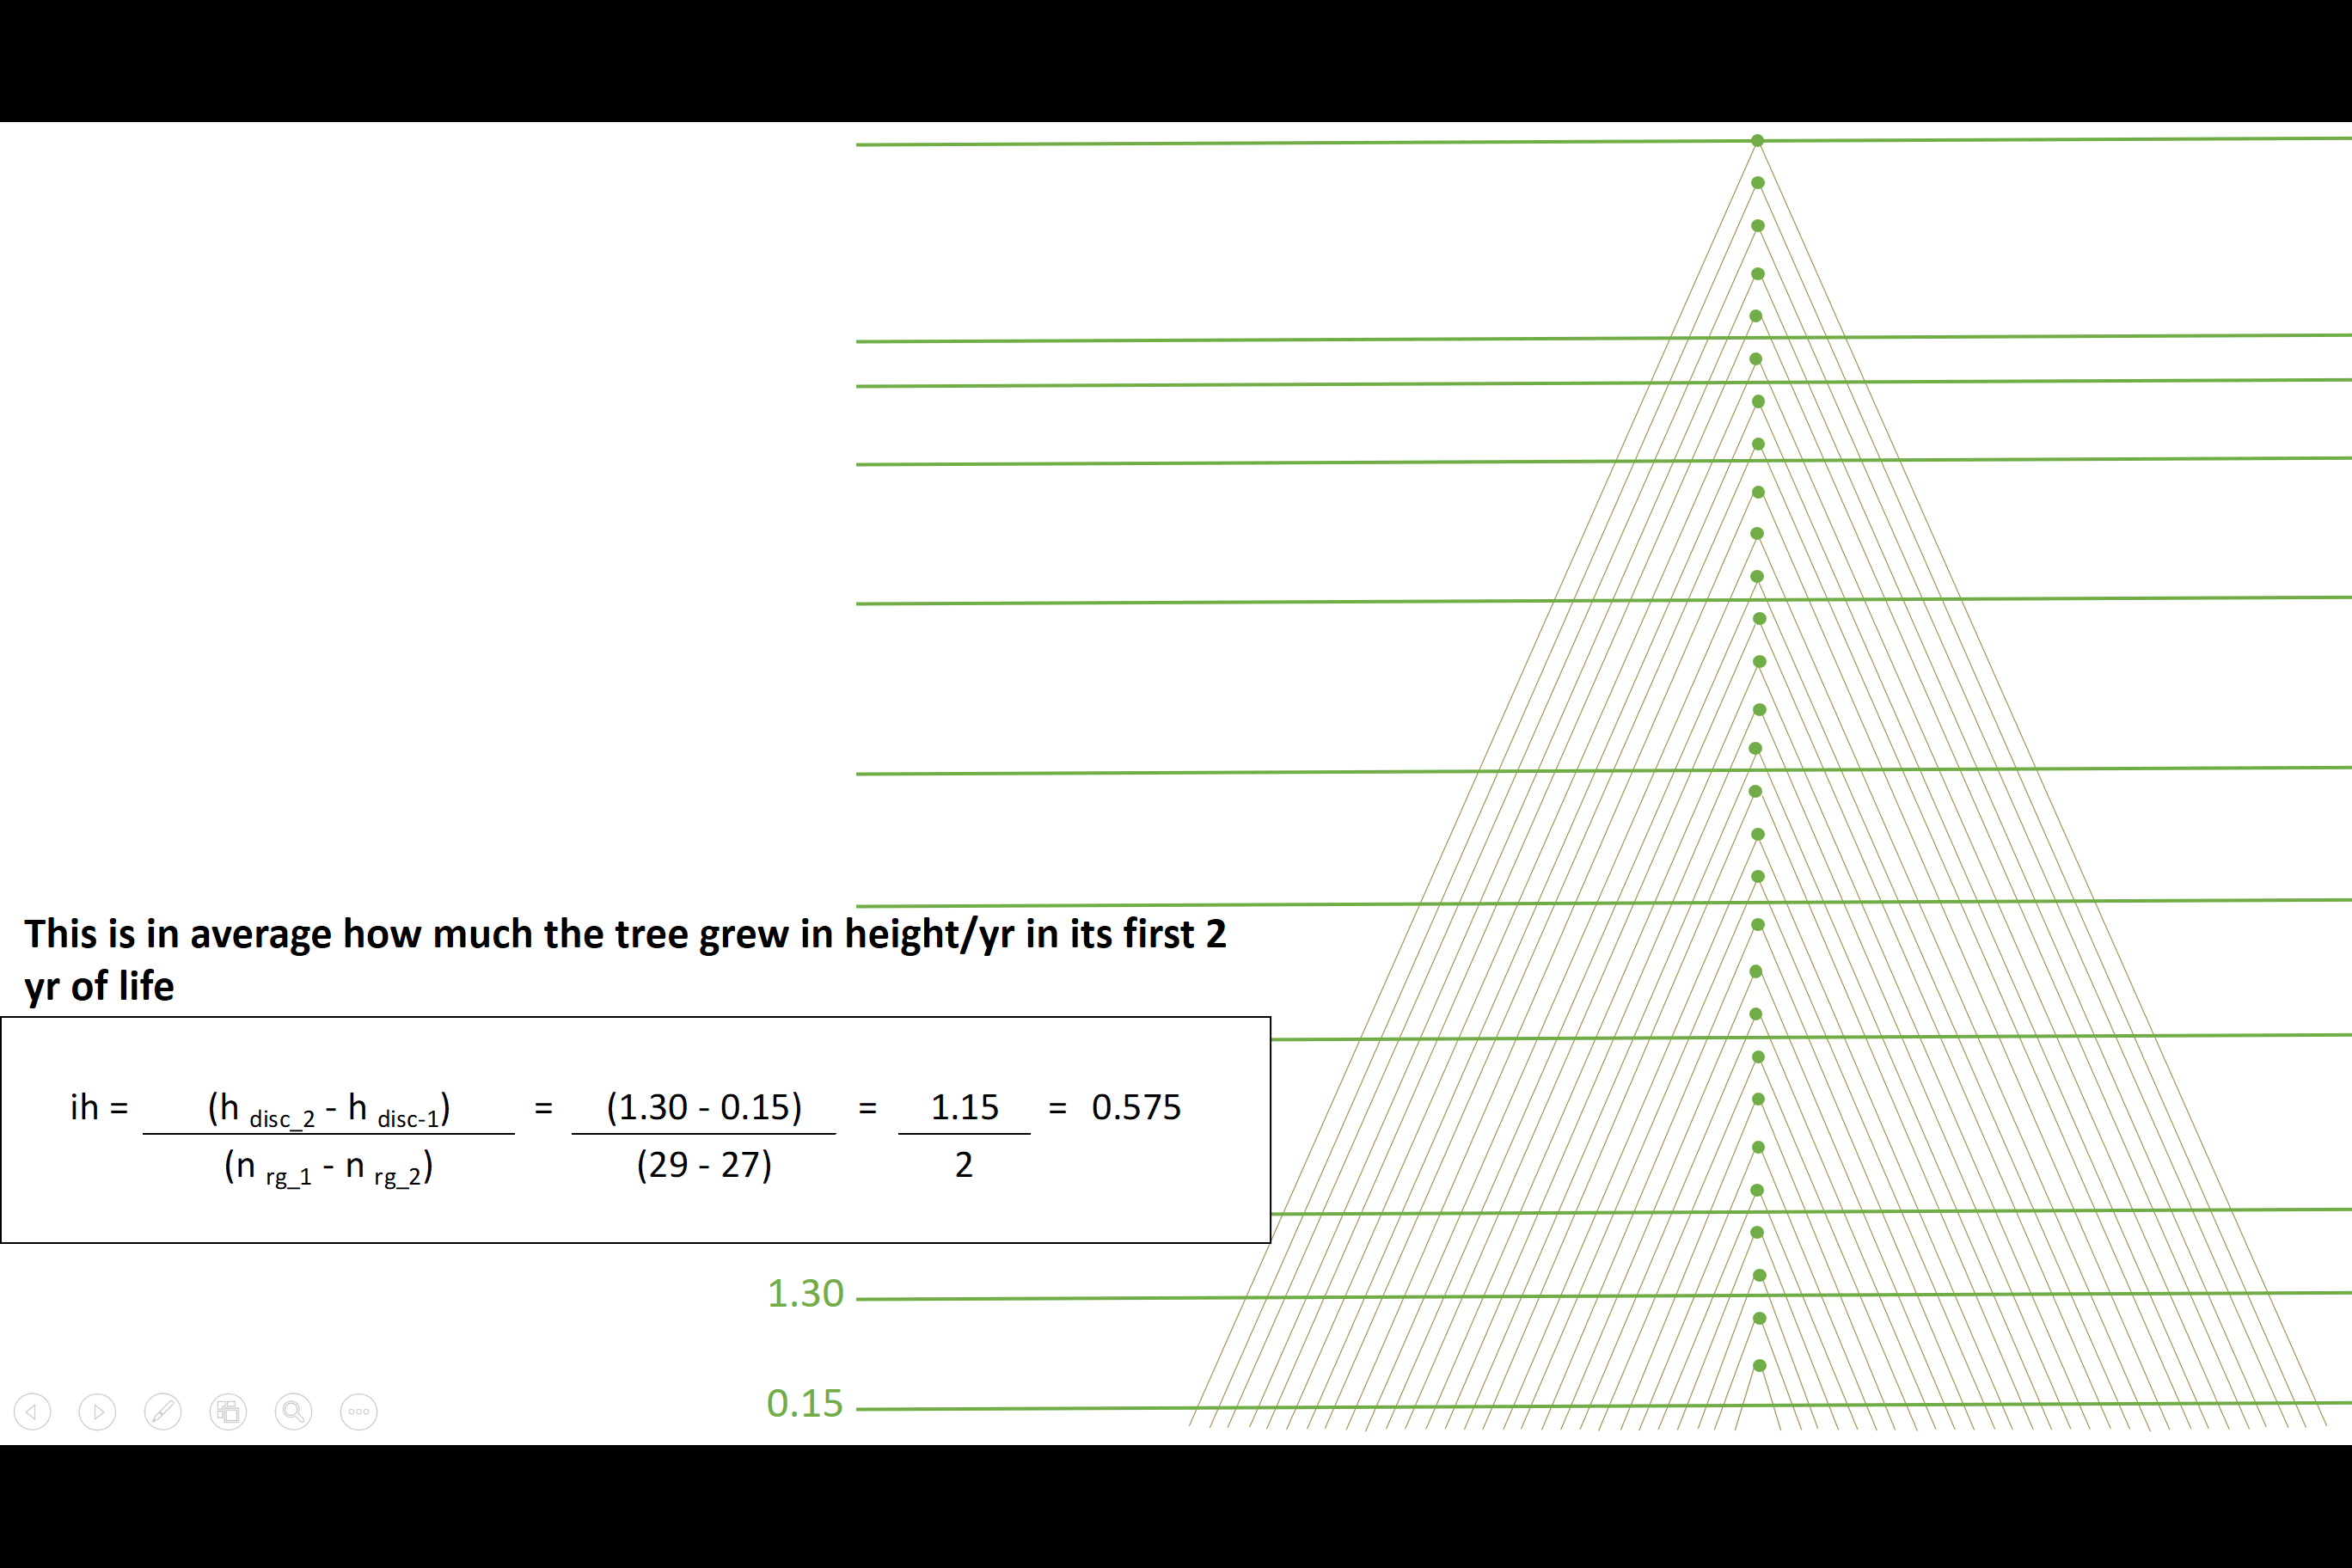 This is in average how much the tree grew in height/yr in its first 2
yr of life
ih = (h disc_2 - h disc-1) = (1.30 - 0.15) = 1.15 = 0.575
(n rg_1 - n rg_2) (29 - 27) 2
1.30
0.15